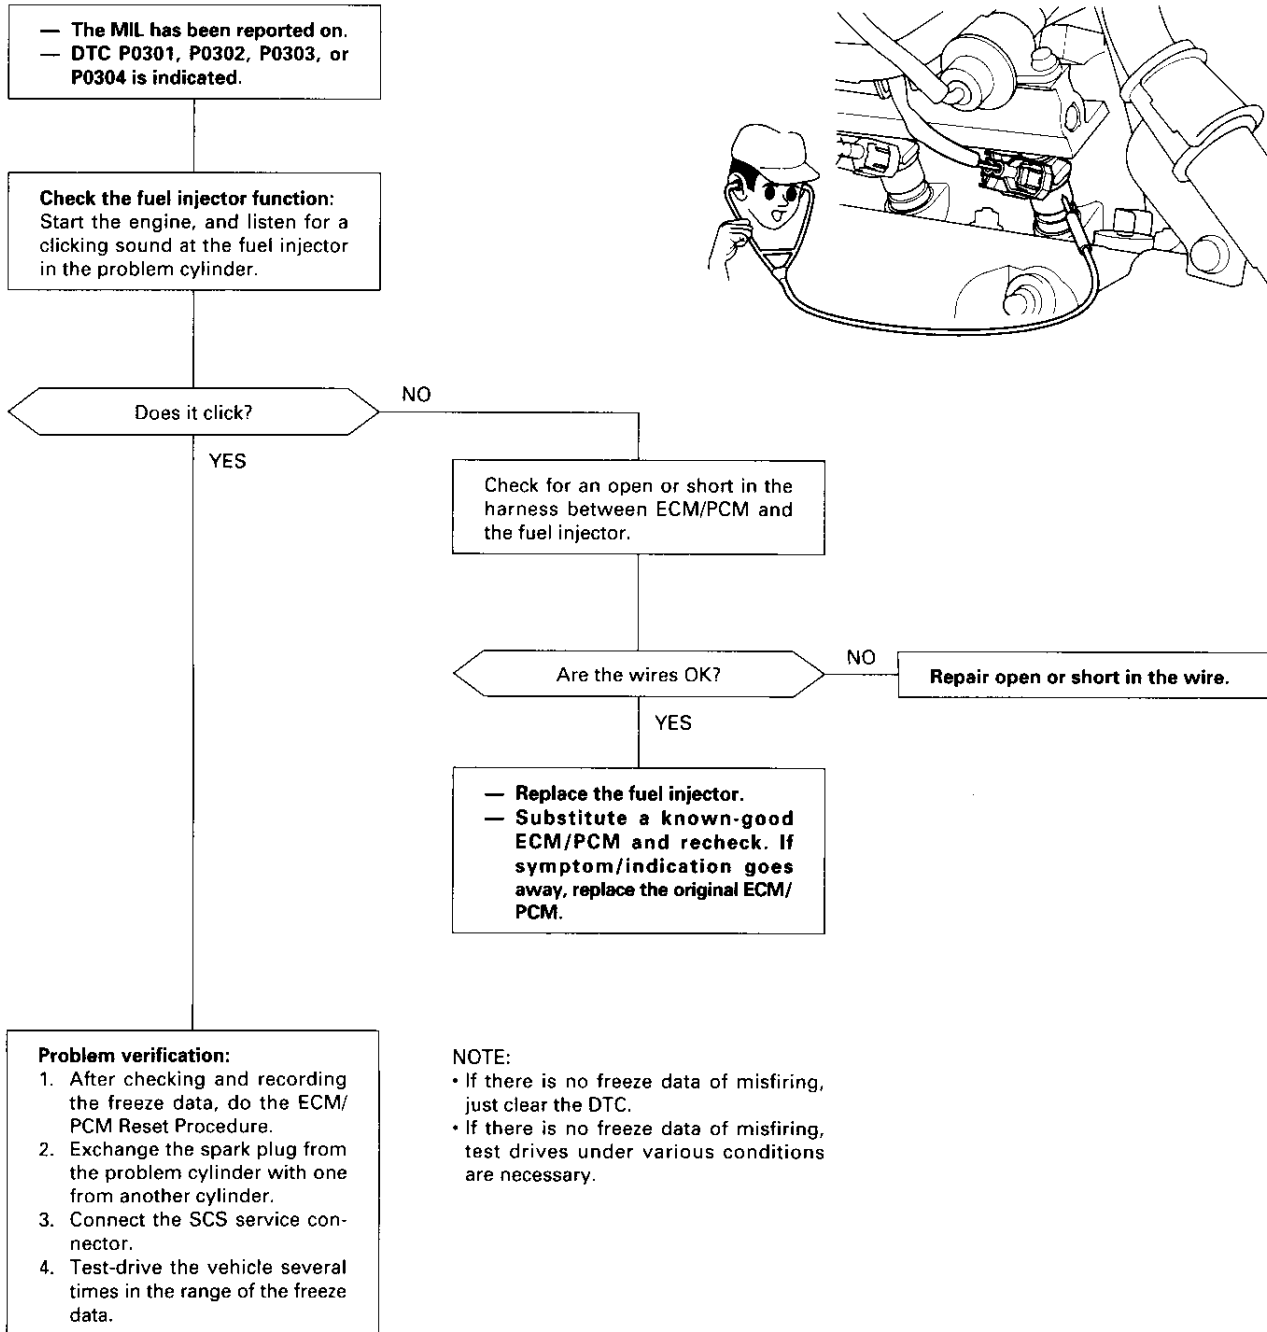 — The MIL has been reported on.
— DTC P0301, P0302, P0303, or
P0304 is indicated.
Check the fuel injector function:
Start the engine, and listen for a
clicking sound at the fuel injector
in the problem cylinder.
Does it click?
NO
YES
Check for an open or short in the
harness between ECM/PCM and
the fuel injector.
Are the wires OK?
NO
Repair open or short in the wire.
YES
— Replace the fuel injector.
— Substitute a known-good
ECM/PCM and recheck. If
symptom/indication goes
away, replace the original ECM/
PCM.
Problem verification:
1. After checking and recording
the freeze data, do the ECM/
PCM Reset Procedure.
2. Exchange the spark plug from
the problem cylinder with one
from another cylinder.
3. Connect the SCS service con-
nector.
4. Test-drive the vehicle several
times in the range of the freeze
data.
NOTE:
• If there is no freeze data of misfiring,
just clear the DTC.
• If there is no freeze data of misfiring,
test drives under various conditions
are necessary.